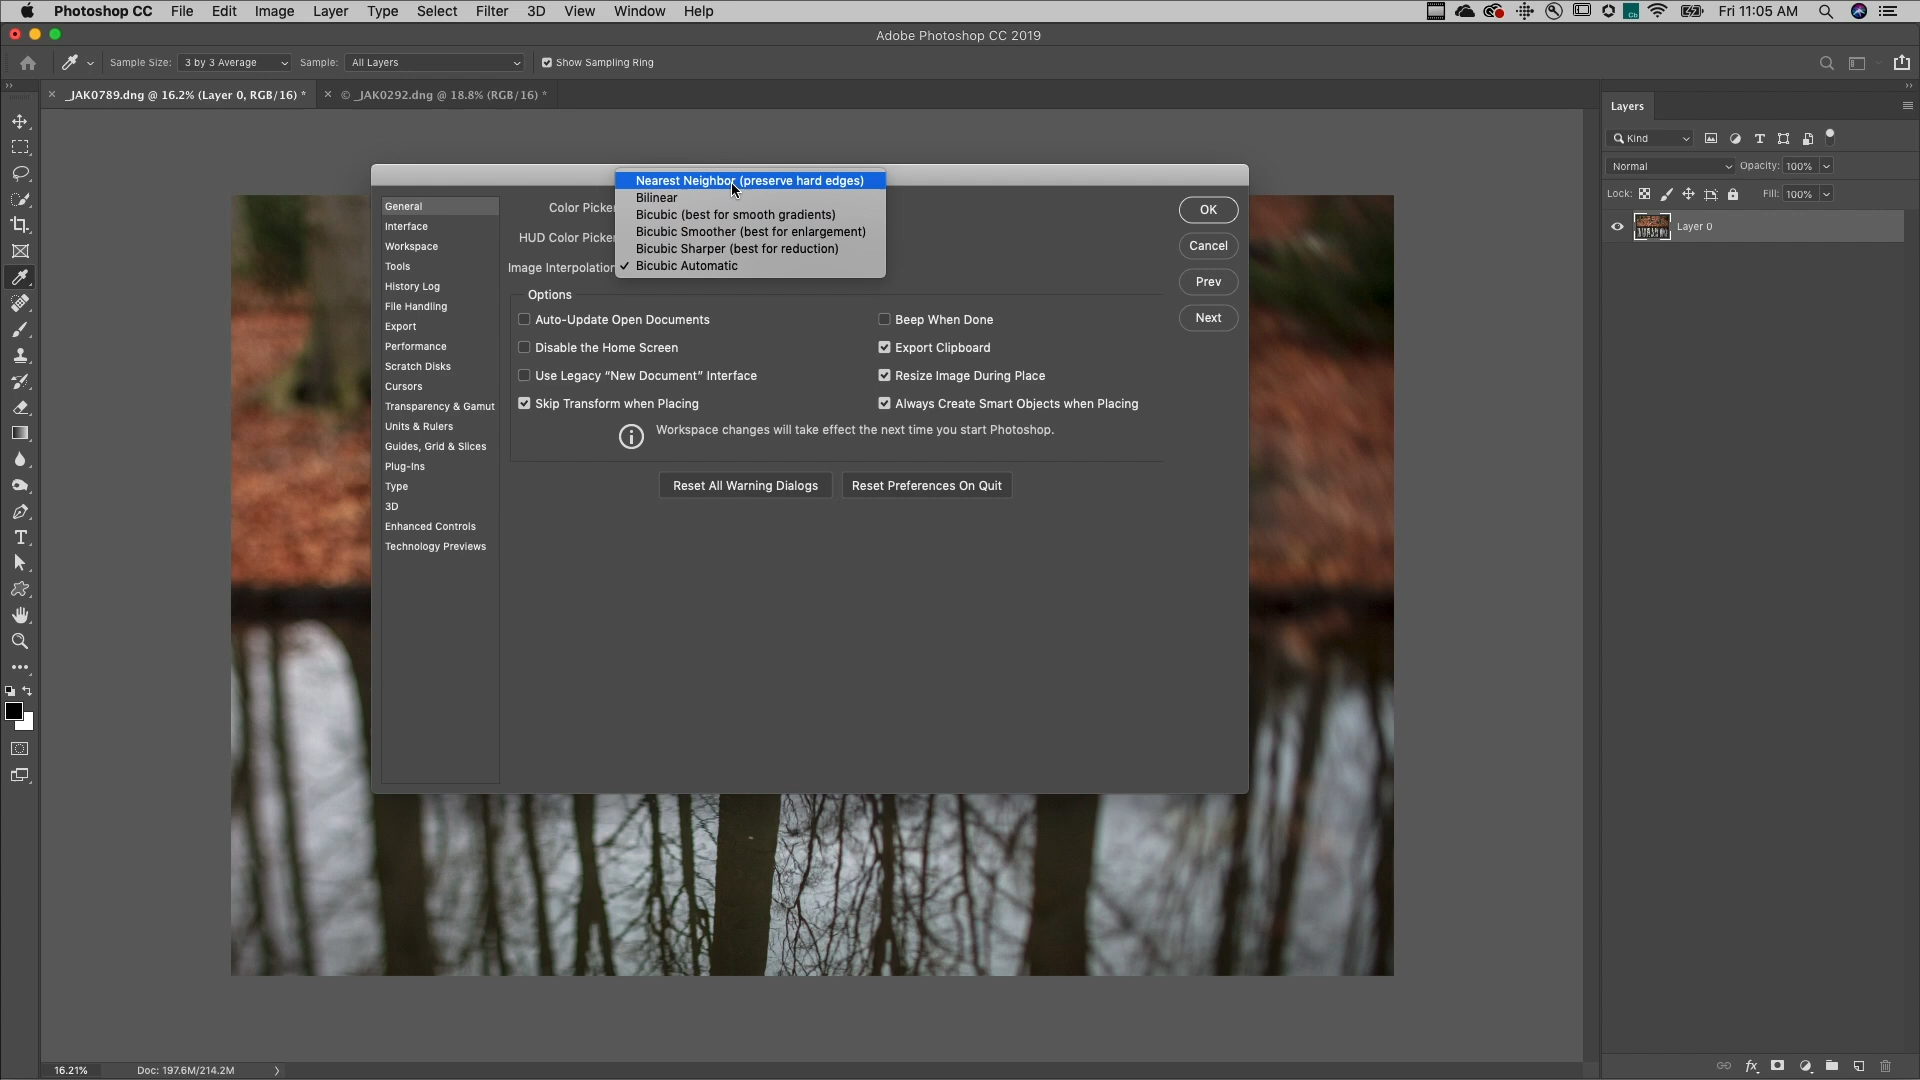 Photoshop CC File Edit Image Layer Type Select Filter 3D View Window Help Fri 11:05 AM
Adobe Photoshop CC 2019
Sample Size: 3 by 3 Average Sample: All Layers Show Sampling Ring
_JAK0789.dng @ 16.2% (Layer 0, RGB/16) * © _JAK0292.dng @ 18.8% (RGB/16) *
Layers
Kind
Normal Opacity: 100%
Lock: Fill: 100%
Layer 0
General
Interface
Workspace
Tools
History Log
File Handling
Export
Performance
Scratch Disks
Cursors
Transparency & Gamut
Units & Rulers
Guides, Grid & Slices
Plug-Ins
Type
3D
Enhanced Controls
Technology Previews
Color Picker
HUD Color Picker
Image Interpolation
Nearest Neighbor (preserve hard edges)
Bilinear
Bicubic (best for smooth gradients)
Bicubic Smoother (best for enlargement)
Bicubic Sharper (best for reduction)
Bicubic Automatic
OK
Cancel
Prev
Next
Options
Auto-Update Open Documents Beep When Done
Disable the Home Screen Export Clipboard
Use Legacy “New Document” Interface Resize Image During Place
Skip Transform when Placing Always Create Smart Objects when Placing
Workspace changes will take effect the next time you start Photoshop.
Reset All Warning Dialogs Reset Preferences On Quit
16.21% Doc: 197.6M/214.2M